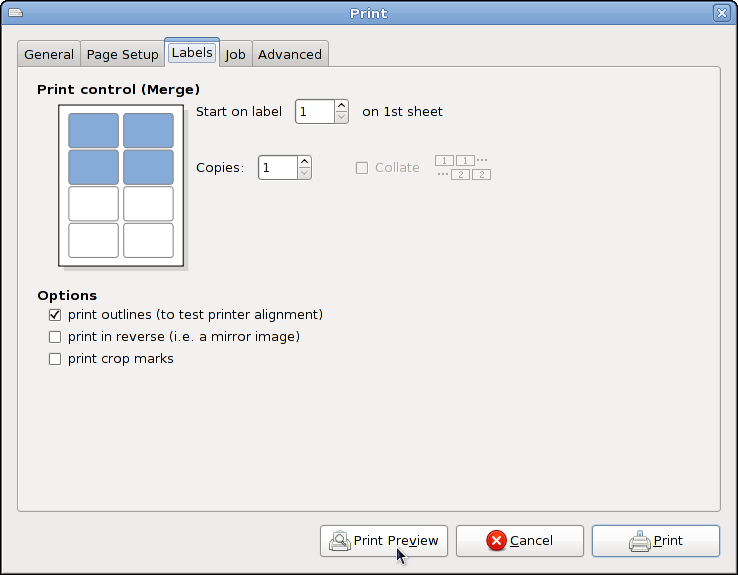 Print
General Page Setup Labels Job Advanced
Print control (Merge)
Start on label 1 on 1st sheet
Copies: 1 Collate 1 1 ...
... 2 2
Options
print outlines (to test printer alignment)
print in reverse (i.e. a mirror image)
print crop marks
Print Preview Cancel Print